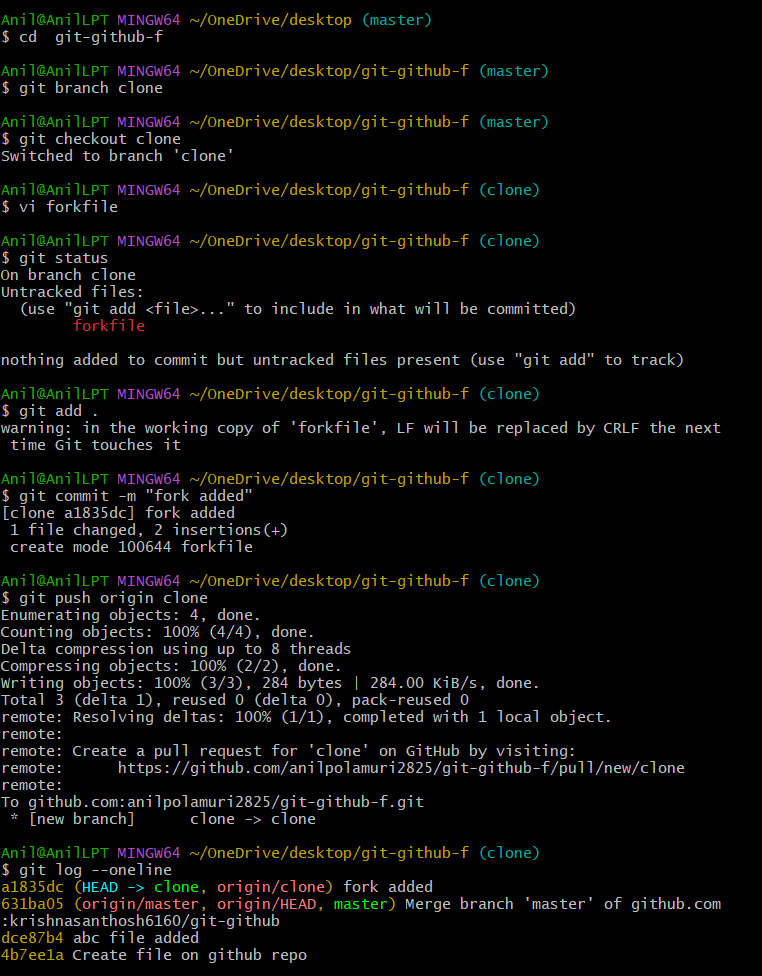 Anil@AnilLPT MINGW64 ~/OneDrive/desktop (master)
$ cd  git-github-f
Anil@AnilLPT MINGW64 ~/OneDrive/desktop/git-github-f (master)
$ git branch clone
Anil@AnilLPT MINGW64 ~/OneDrive/desktop/git-github-f (master)
$ git checkout clone
Switched to branch 'clone'
Anil@AnilLPT MINGW64 ~/OneDrive/desktop/git-github-f (clone)
$ vi forkfile
Anil@AnilLPT MINGW64 ~/OneDrive/desktop/git-github-f (clone)
$ git status
On branch clone
Untracked files:
  (use "git add <file>..." to include in what will be committed)
        forkfile
nothing added to commit but untracked files present (use "git add" to track)
Anil@AnilLPT MINGW64 ~/OneDrive/desktop/git-github-f (clone)
$ git add .
warning: in the working copy of 'forkfile', LF will be replaced by CRLF the next
 time Git touches it
Anil@AnilLPT MINGW64 ~/OneDrive/desktop/git-github-f (clone)
$ git commit -m "fork added"
[clone a1835dc] fork added
 1 file changed, 2 insertions(+)
 create mode 100644 forkfile
Anil@AnilLPT MINGW64 ~/OneDrive/desktop/git-github-f (clone)
$ git push origin clone
Enumerating objects: 4, done.
Counting objects: 100% (4/4), done.
Delta compression using up to 8 threads
Compressing objects: 100% (2/2), done.
Writing objects: 100% (3/3), 284 bytes | 284.00 KiB/s, done.
Total 3 (delta 1), reused 0 (delta 0), pack-reused 0
remote: Resolving deltas: 100% (1/1), completed with 1 local object.
remote:
remote: Create a pull request for 'clone' on GitHub by visiting:
remote:      https://github.com/anilpolamuri2825/git-github-f/pull/new/clone
remote:
To github.com:anilpolamuri2825/git-github-f.git
 * [new branch]      clone -> clone
Anil@AnilLPT MINGW64 ~/OneDrive/desktop/git-github-f (clone)
$ git log --oneline
a1835dc (HEAD -> clone, origin/clone) fork added
631ba05 (origin/master, origin/HEAD, master) Merge branch 'master' of github.com
:krishnasanthosh6160/git-github
dce87b4 abc file added
4b7ee1a Create file on github repo